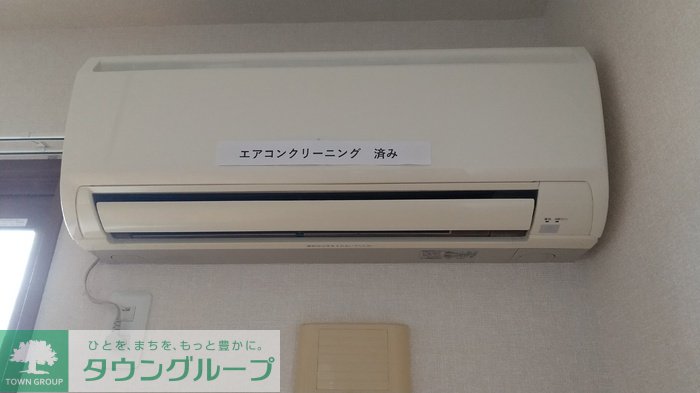 エアコンクリーニング 済み
ひとを、まちを、もっと豊かに。
タウングループ
TOWN GROUP